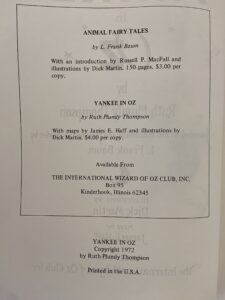 ANIMAL FAIRY TALES
by L. Frank Baum
With an introduction by Russell P. MacFall and
illustrations by Dick Martin. 150 pages. $3.00 per
copy.
YANKEE IN OZ
by Ruth Plumly Thompson
With maps by James E. Haff and illustrations by
Dick Martin. $4.00 per copy.
Available From
THE INTERNATIONAL WIZARD OF OZ CLUB, INC.
Box 95
Kinderhook, Illinois 62345
YANKEE IN OZ
Copyright 1972
by Ruth Plumly Thompson
Printed in the U.S.A.